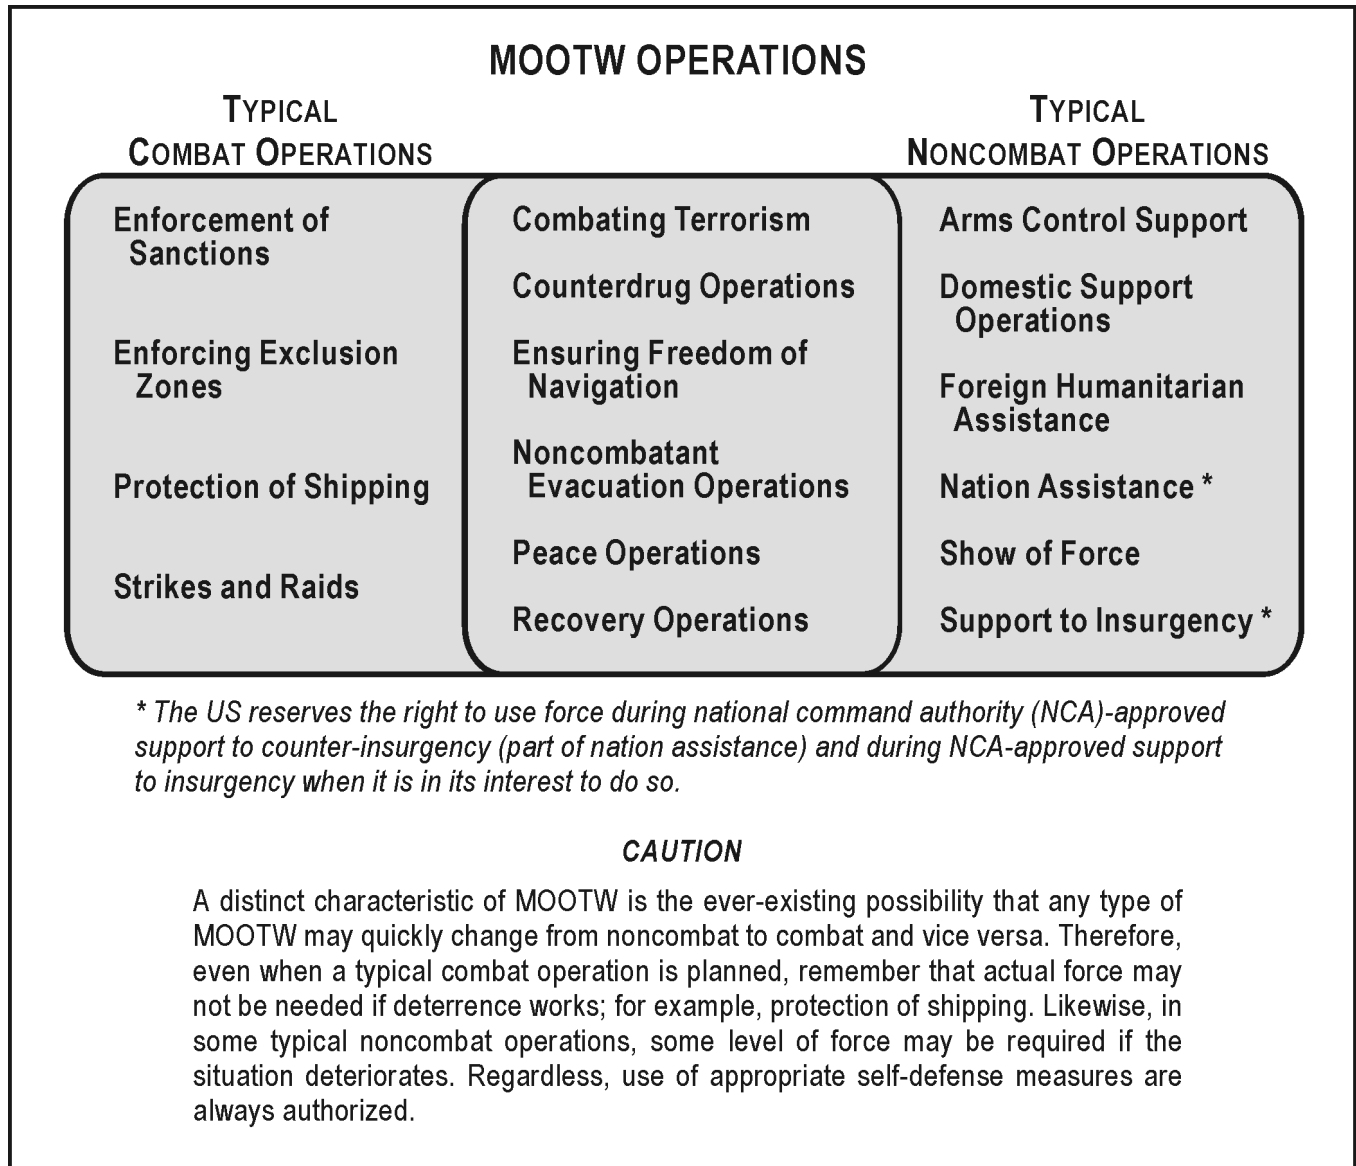 MOOTW OPERATIONS
TYPICAL
COMBAT OPERATIONS
TYPICAL
NONCOMBAT OPERATIONS
Enforcement of
Sanctions
Enforcing Exclusion
Zones
Protection of Shipping
Strikes and Raids
Combating Terrorism
Counterdrug Operations
Ensuring Freedom of
Navigation
Noncombatant
Evacuation Operations
Peace Operations
Recovery Operations
Arms Control Support
Domestic Support
Operations
Foreign Humanitarian
Assistance
Nation Assistance *
Show of Force
Support to Insurgency *
* The US reserves the right to use force during national command authority (NCA)-approved
support to counter-insurgency (part of nation assistance) and during NCA-approved support
to insurgency when it is in its interest to do so.
CAUTION
A distinct characteristic of MOOTW is the ever-existing possibility that any type of
MOOTW may quickly change from noncombat to combat and vice versa. Therefore,
even when a typical combat operation is planned, remember that actual force may
not be needed if deterrence works; for example, protection of shipping. Likewise, in
some typical noncombat operations, some level of force may be required if the
situation deteriorates. Regardless, use of appropriate self-defense measures are
always authorized.